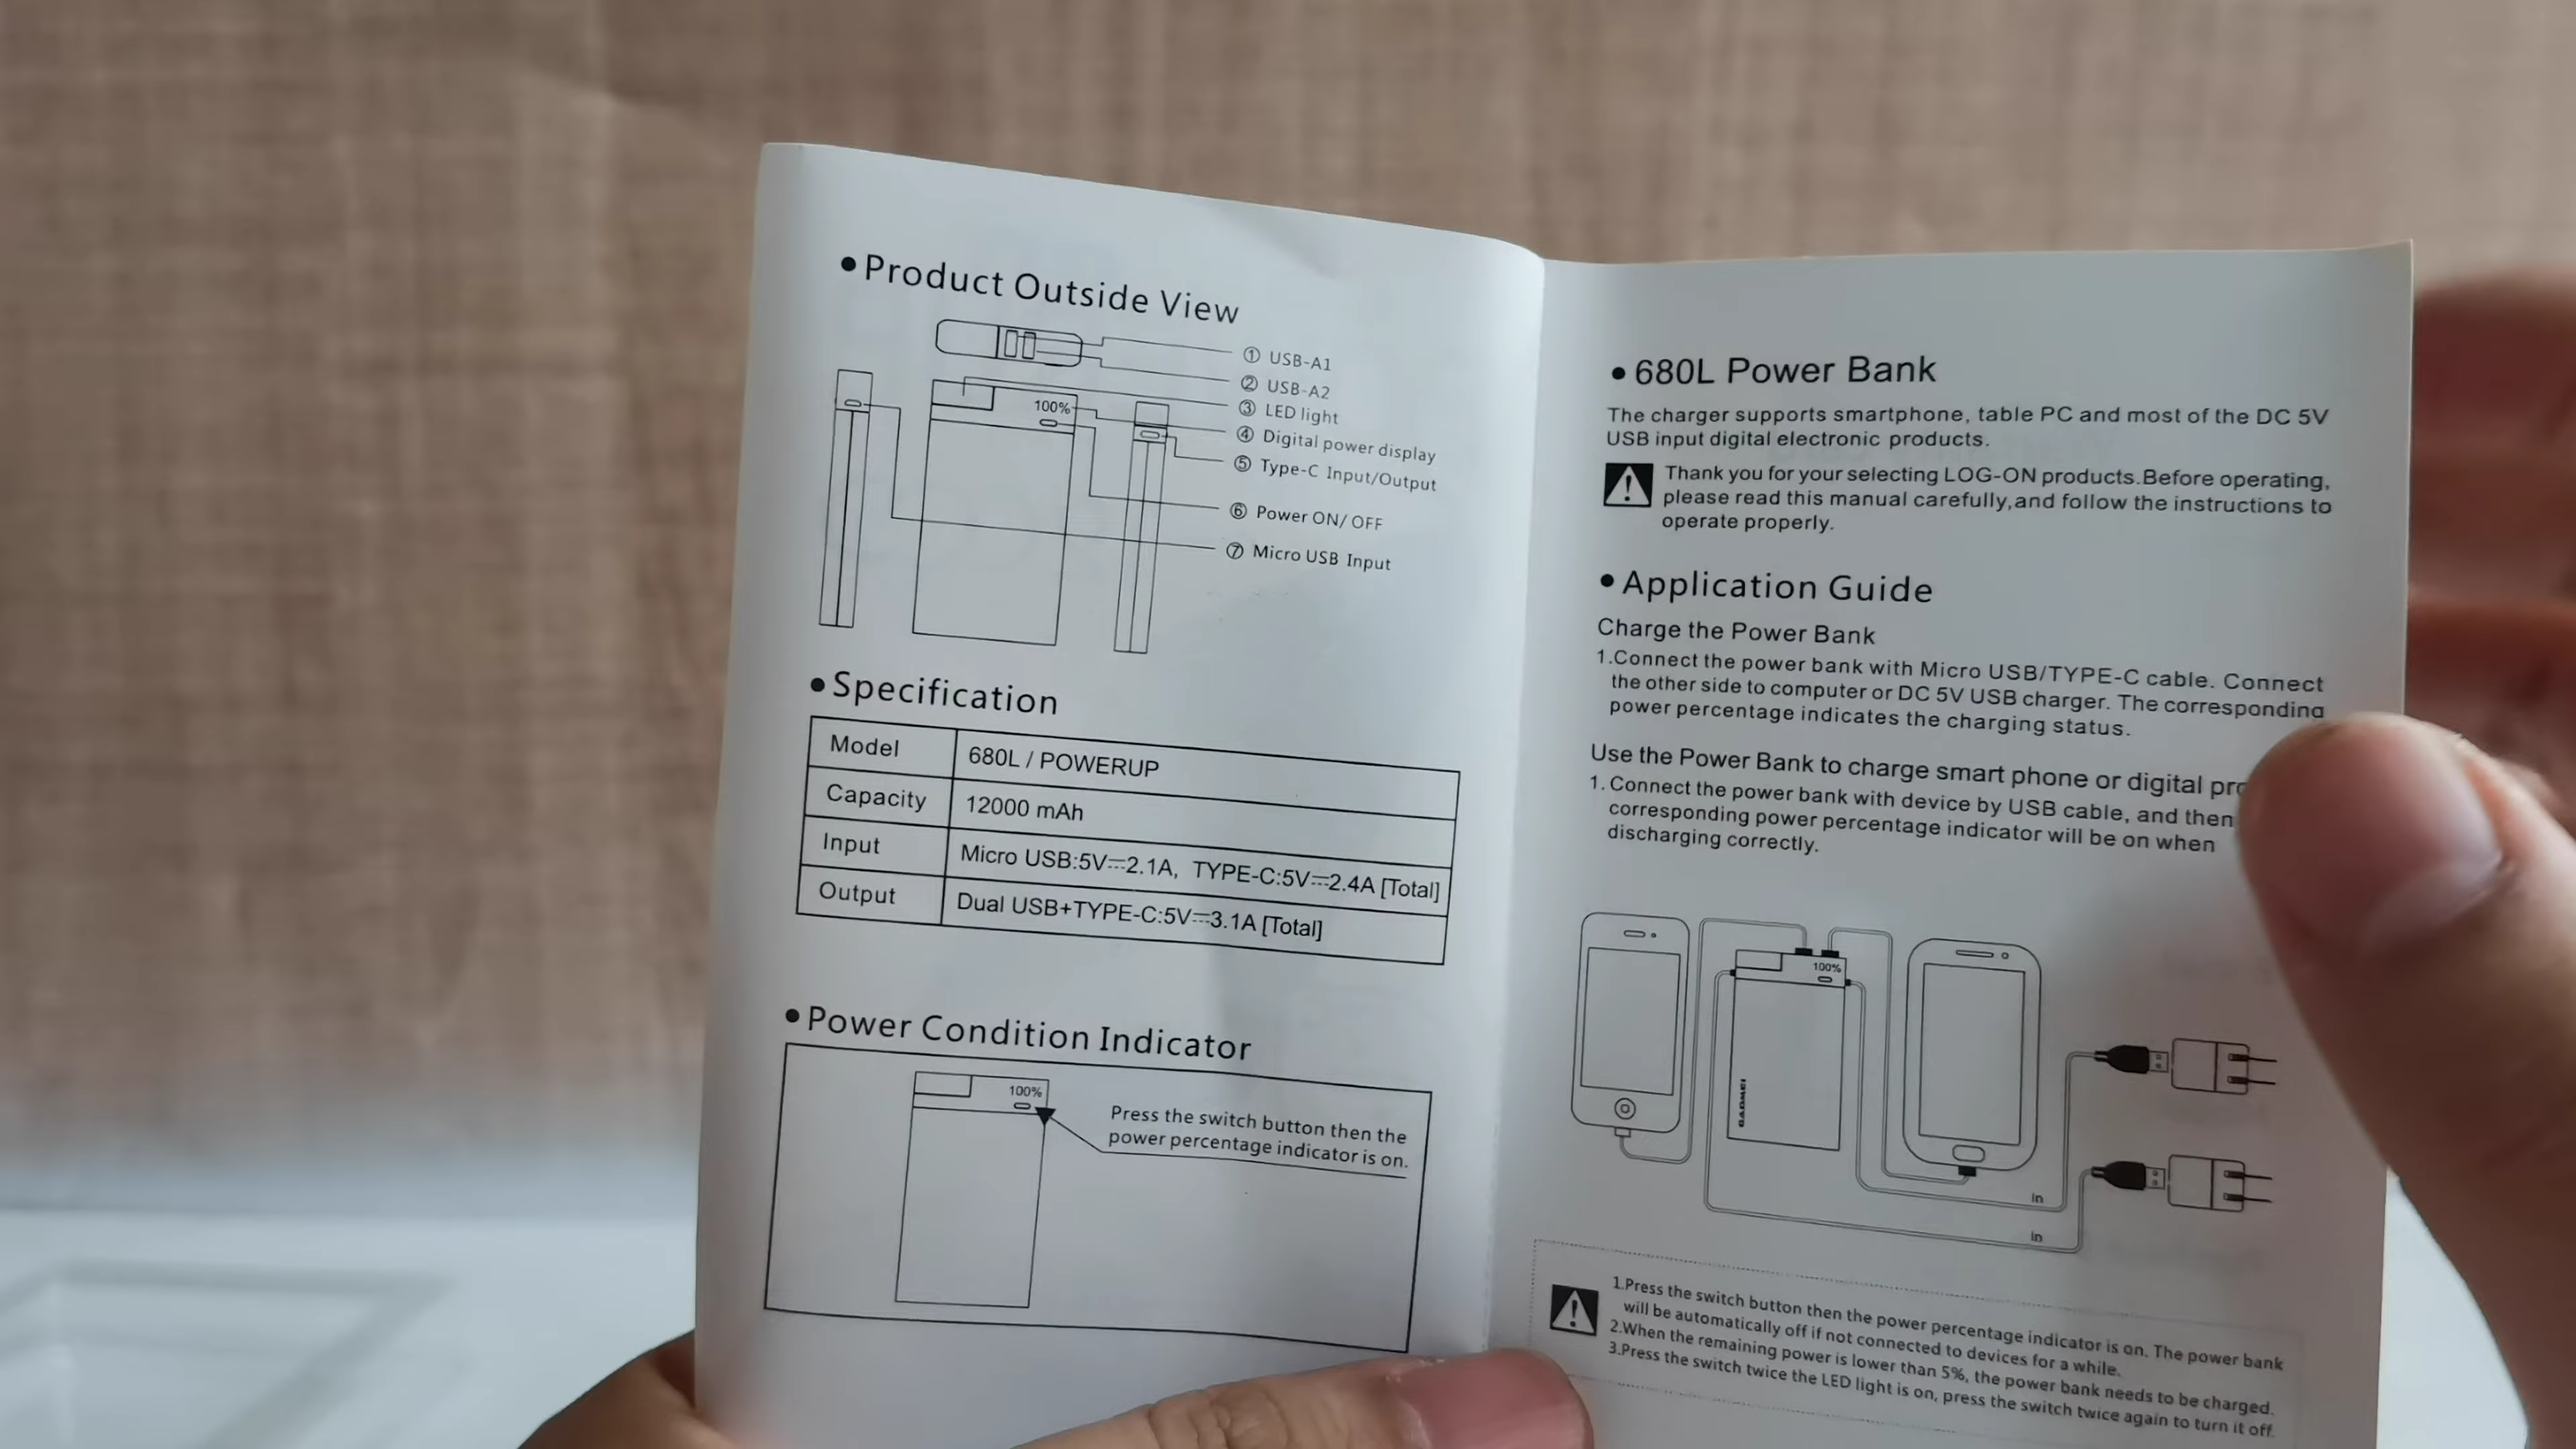 ●Product Outside View
① USB-A1
② USB-A2
③ LED light
100%
④ Digital power display
⑤ Type-C Input/Output
⑥ Power ON/ OFF
⑦ Micro USB Input
●Specification
Model 680L / POWERUP
Capacity 12000 mAh
Input Micro USB:5V⎓2.1A, TYPE-C:5V⎓2.4A [Total]
Output Dual USB+TYPE-C:5V⎓3.1A [Total]
●Power Condition Indicator
100%
Press the switch button then the
power percentage indicator is on.
●680L Power Bank
The charger supports smartphone, table PC and most of the DC 5V
USB input digital electronic products.
Thank you for your selecting LOG-ON products.Before operating,
please read this manual carefully,and follow the instructions to
operate properly.
●Application Guide
Charge the Power Bank
1.Connect the power bank with Micro USB/TYPE-C cable. Connect
the other side to computer or DC 5V USB charger. The corresponding
power percentage indicates the charging status.
Use the Power Bank to charge smart phone or digital
1. Connect the power bank with device by USB cable, and then
corresponding power percentage indicator will be on when
discharging correctly.
100%
in
in
1.Press the switch button then the power percentage indicator is on. The power bank
will be automatically off if not connected to devices for a while.
2.When the remaining power is lower than 5%, the power bank needs to be charged.
3.Press the switch twice the LED light is on, press the switch twice again to turn it off.